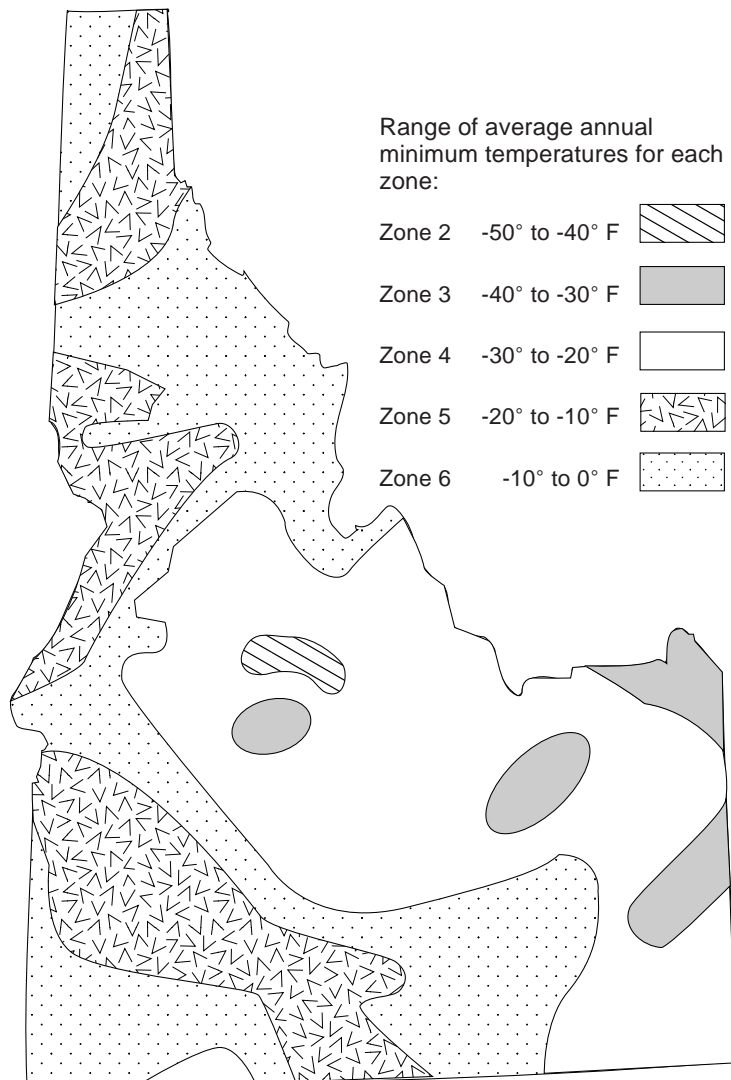 Range of average annual
minimum temperatures for each
zone:
Zone 2 -50° to -40° F
Zone 3 -40° to -30° F
Zone 4 -30° to -20° F
Zone 5 -20° to -10° F
Zone 6 -10° to 0° F